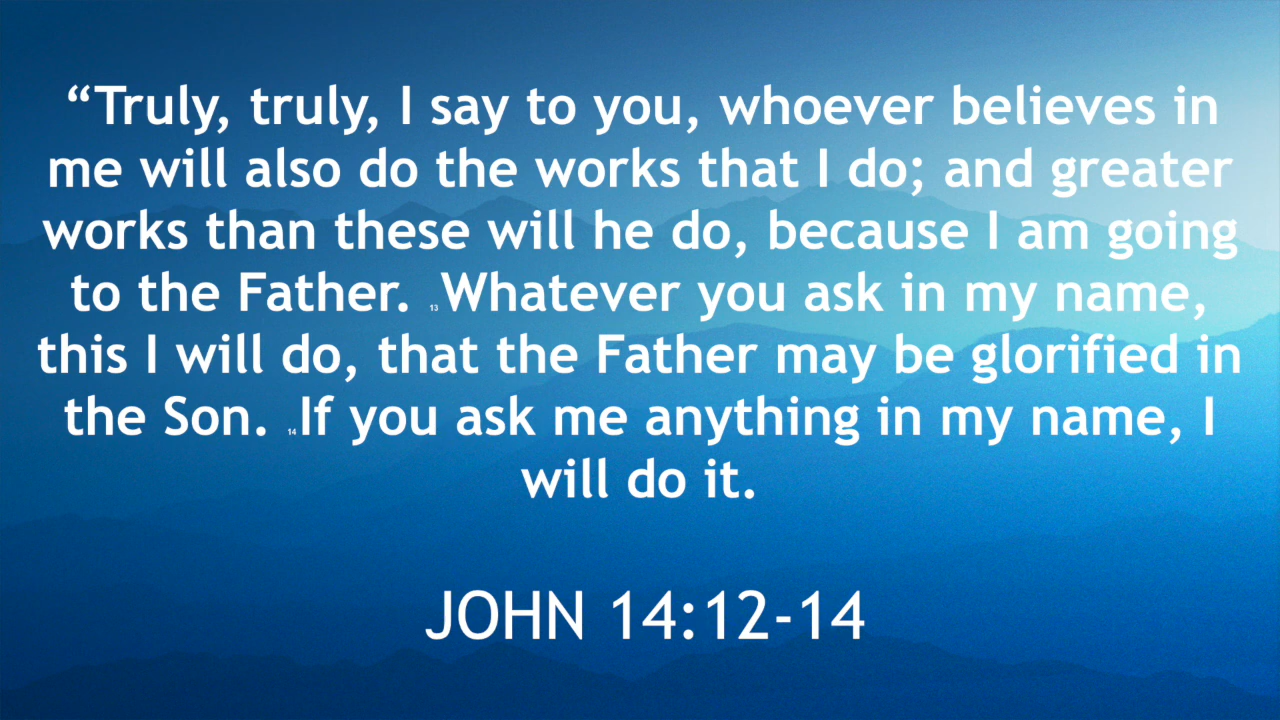 “Truly, truly, I say to you, whoever believes in
me will also do the works that I do; and greater
works than these will he do, because I am going
to the Father. 13 Whatever you ask in my name,
this I will do, that the Father may be glorified in
the Son. 14 If you ask me anything in my name, I
will do it.
JOHN 14:12-14